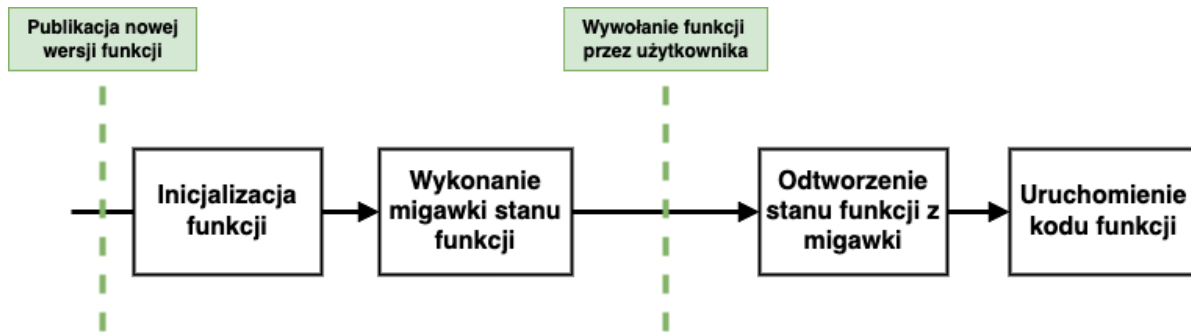 Publikacja nowej
wersji funkcji
Wywołanie funkcji
przez użytkownika
Inicjalizacja
funkcji
Wykonanie
migawki stanu
funkcji
Odtworzenie
stanu funkcji z
migawki
Uruchomienie
kodu funkcji